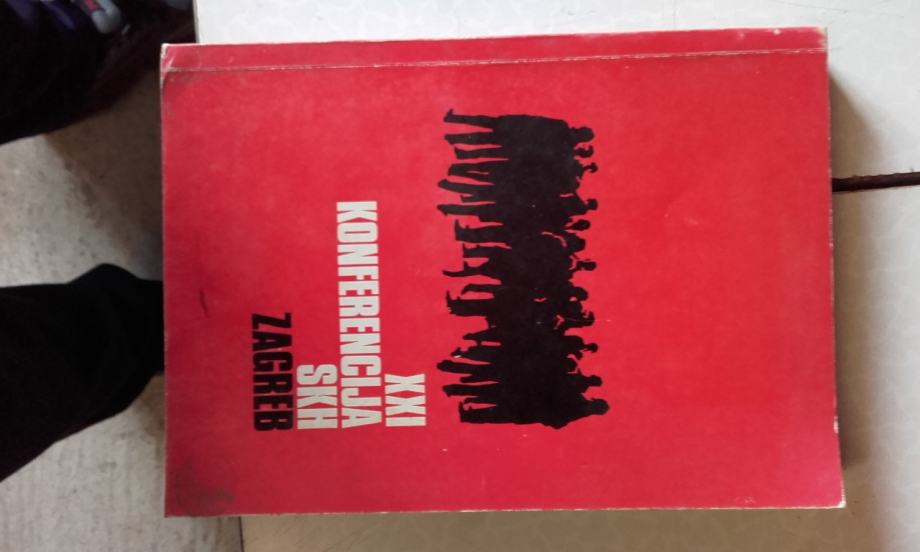 XXI
KONFERENCIJA
SKH
ZAGREB